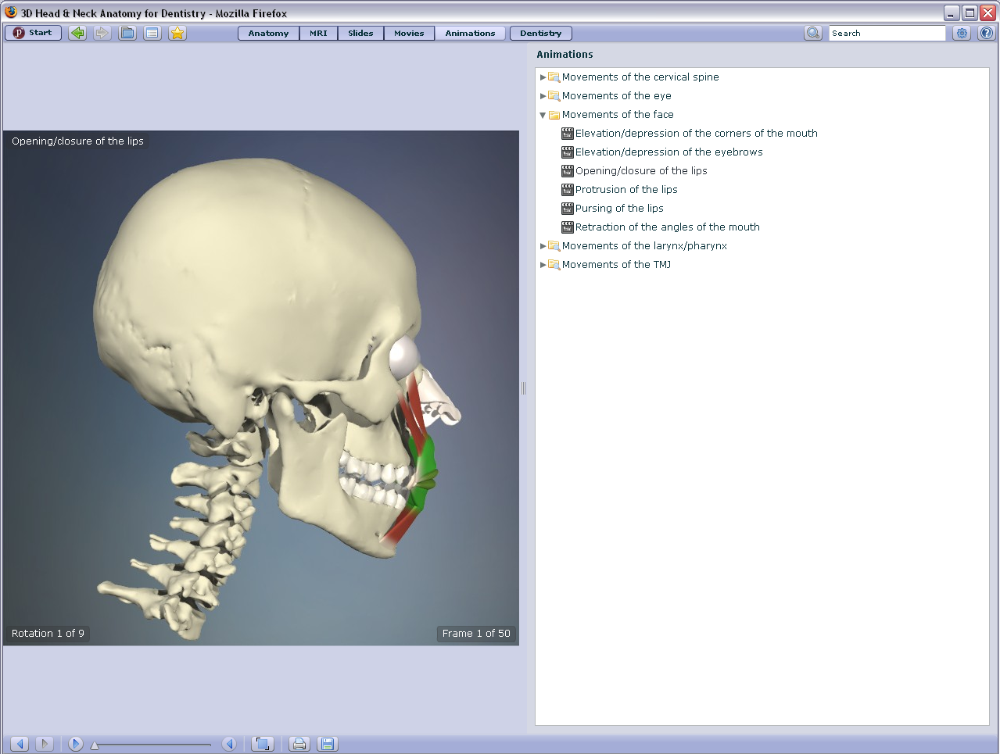 3D Head & Neck Anatomy for Dentistry - Mozilla Firefox
Start
Anatomy
MRI
Slides
Movies
Animations
Dentistry
Search
Animations
Movements of the cervical spine
Movements of the eye
Movements of the face
Elevation/depression of the corners of the mouth
Elevation/depression of the eyebrows
Opening/closure of the lips
Protrusion of the lips
Pursing of the lips
Retraction of the angles of the mouth
Movements of the larynx/pharynx
Movements of the TMJ
Opening/closure of the lips
Rotation 1 of 9
Frame 1 of 50